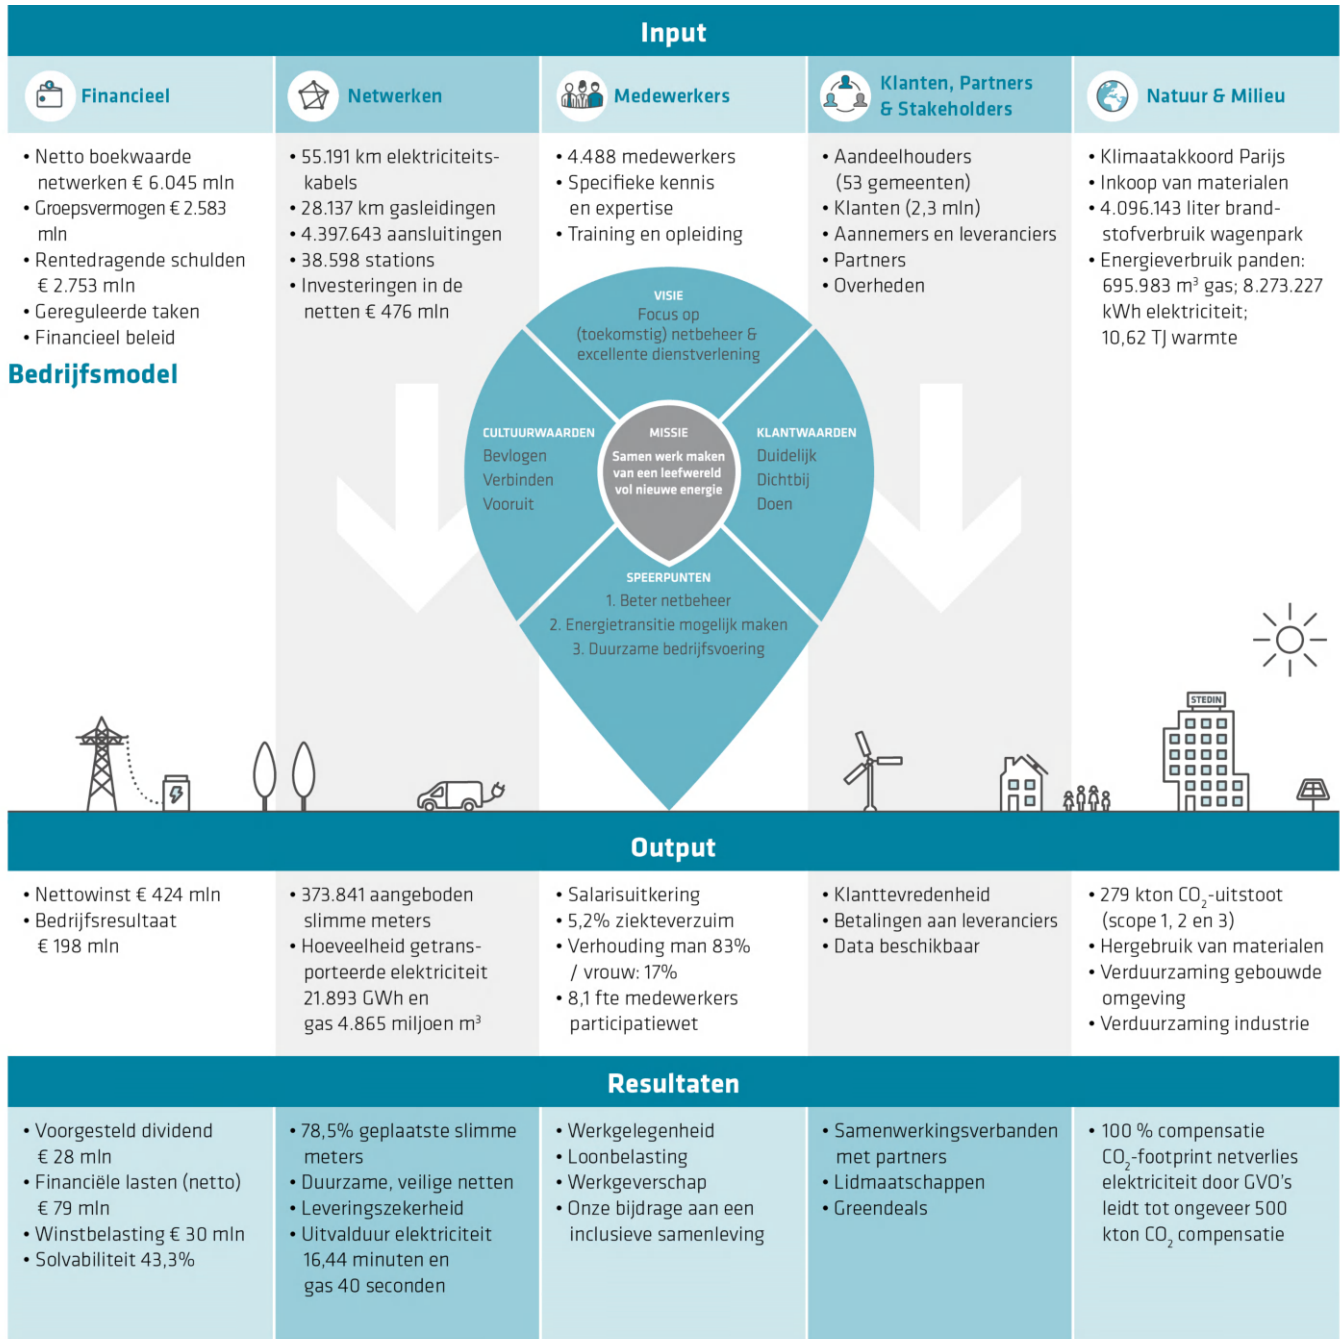 Input
Financieel
Netwerken
Medewerkers
Klanten, Partners
& Stakeholders
Natuur & Milieu
• Netto boekwaarde
netwerken € 6.045 mln
• Groepsvermogen € 2.583
mln
• Rentedragende schulden
€ 2.753 mln
• Gereguleerde taken
• Financieel beleid
• 55.191 km elektriciteits-
kabels
• 28.137 km gasleidingen
• 4.397.643 aansluitingen
• 38.598 stations
• Investeringen in de
netten € 476 mln
• 4.488 medewerkers
• Specifieke kennis
en expertise
• Training en opleiding
• Aandeelhouders
(53 gemeenten)
• Klanten (2,3 mln)
• Aannemers en leveranciers
• Partners
• Overheden
• Klimaatakkoord Parijs
• Inkoop van materialen
• 4.096.143 liter brand-
stofverbruik wagenpark
• Energieverbruik panden:
695.983 m³ gas; 8.273.227
kWh elektriciteit;
10,62 TJ warmte
Bedrijfsmodel
VISIE
Focus op
(toekomstig) netbeheer &
excellente dienstverlening
CULTUURWAARDEN
Bevlogen
Verbinden
Vooruit
MISSIE
Samen werk maken
van een leefwereld
vol nieuwe energie
KLANTWAARDEN
Duidelijk
Dichtbij
Doen
SPEERPUNTEN
1. Beter netbeheer
2. Energietransitie mogelijk maken
3. Duurzame bedrijfsvoering
STEDIN
Output
• Nettowinst € 424 mln
• Bedrijfsresultaat
€ 198 mln
• 373.841 aangeboden
slimme meters
• Hoeveelheid getrans-
porteerde elektriciteit
21.893 GWh en
gas 4.865 miljoen m³
• Salarisuitkering
• 5,2% ziekteverzuim
• Verhouding man 83%
/ vrouw: 17%
• 8,1 fte medewerkers
participatiewet
• Klanttevredenheid
• Betalingen aan leveranciers
• Data beschikbaar
• 279 kton CO₂-uitstoot
(scope 1, 2 en 3)
• Hergebruik van materialen
• Verduurzaming gebouwde
omgeving
• Verduurzaming industrie
Resultaten
• Voorgesteld dividend
€ 28 mln
• Financiële lasten (netto)
€ 79 mln
• Winstbelasting € 30 mln
• Solvabiliteit 43,3%
• 78,5% geplaatste slimme
meters
• Duurzame, veilige netten
• Leveringszekerheid
• Uitvalduur elektriciteit
16,44 minuten en
gas 40 seconden
• Werkgelegenheid
• Loonbelasting
• Werkgeverschap
• Onze bijdrage aan een
inclusieve samenleving
• Samenwerkingsverbanden
met partners
• Lidmaatschappen
• Greendeals
• 100 % compensatie
CO₂-footprint netverlies
elektriciteit door GVO's
leidt tot ongeveer 500
kton CO₂ compensatie